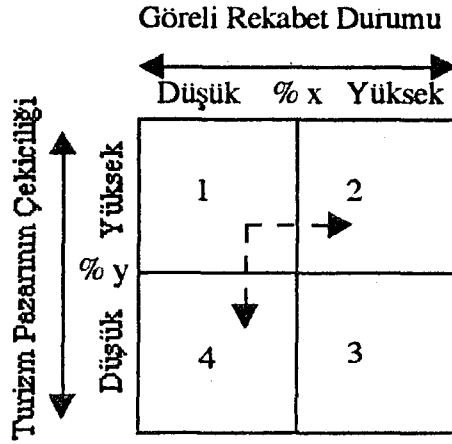 Göreli Rekabet Durumu
Düşük % x Yüksek
Turizm Pazarının Çekiciliği
Yüksek
% y
Düşük
1
2
4
3